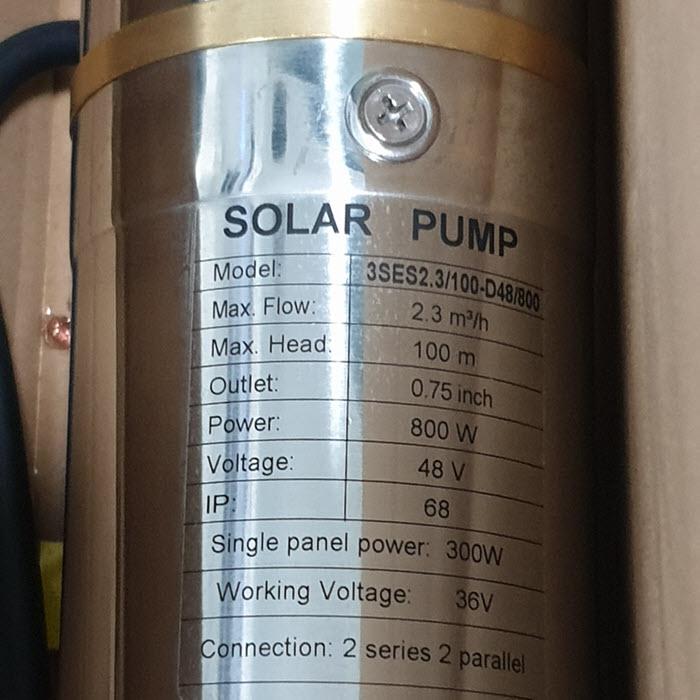 SOLAR PUMP
Model: 3SES2.3/100-D48/800
Max. Flow: 2.3 m³/h
Max. Head: 100 m
Outlet: 0.75 inch
Power: 800 W
Voltage: 48 V
IP: 68
Single panel power: 300W
Working Voltage: 36V
Connection: 2 series 2 parallel